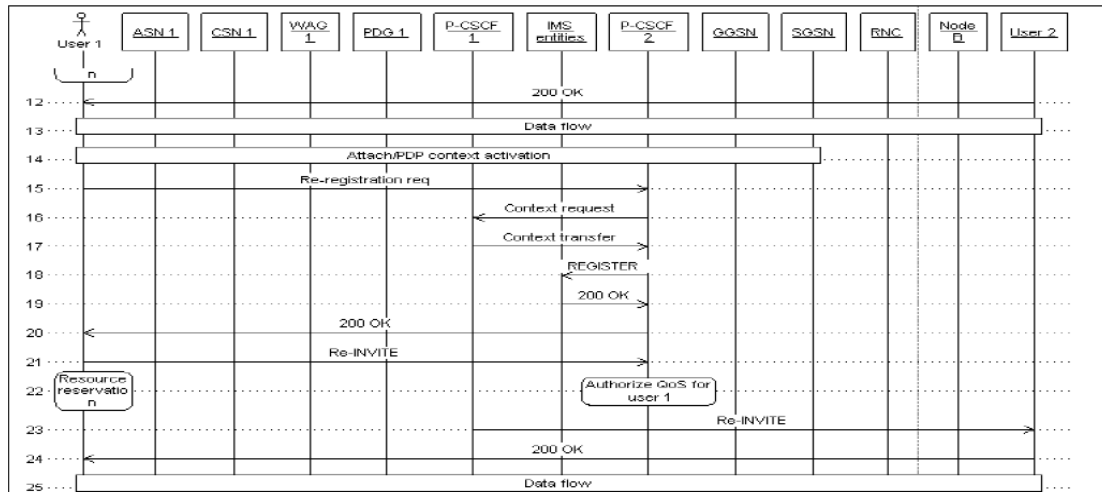 User 1
ASN 1
CSN 1
WAG
1
PDG 1
P-CSCF
1
IMS
entities
P-CSCF
2
GGSN
SGSN
RNC
Node
B
User 2
n
12
200 OK
13
Data flow
14
Attach/PDP context activation
15
Re-registration req
16
Context request
17
Context transfer
18
REGISTER
19
200 OK
20
200 OK
21
Re-INVITE
22
Resource
reservatio
n
Authorize QoS for
user 1
23
Re-INVITE
24
200 OK
25
Data flow